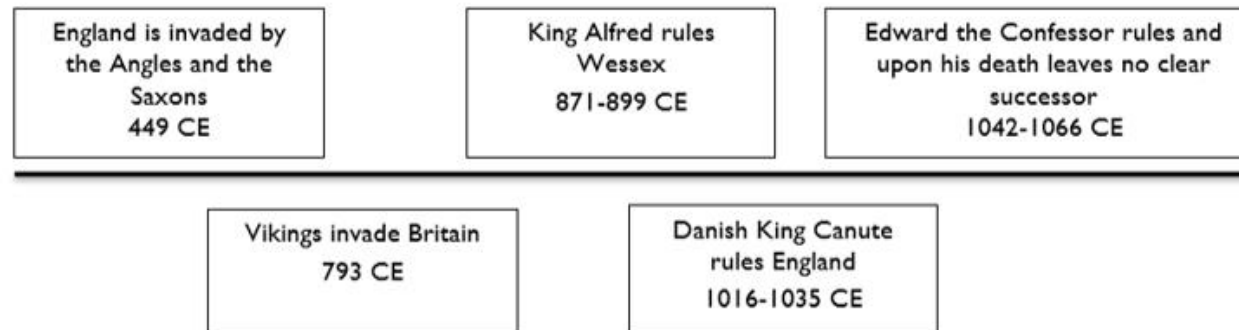 England is invaded by
the Angles and the
Saxons
449 CE
King Alfred rules
Wessex
871-899 CE
Edward the Confessor rules and
upon his death leaves no clear
successor
1042-1066 CE
Vikings invade Britain
793 CE
Danish King Canute
rules England
1016-1035 CE